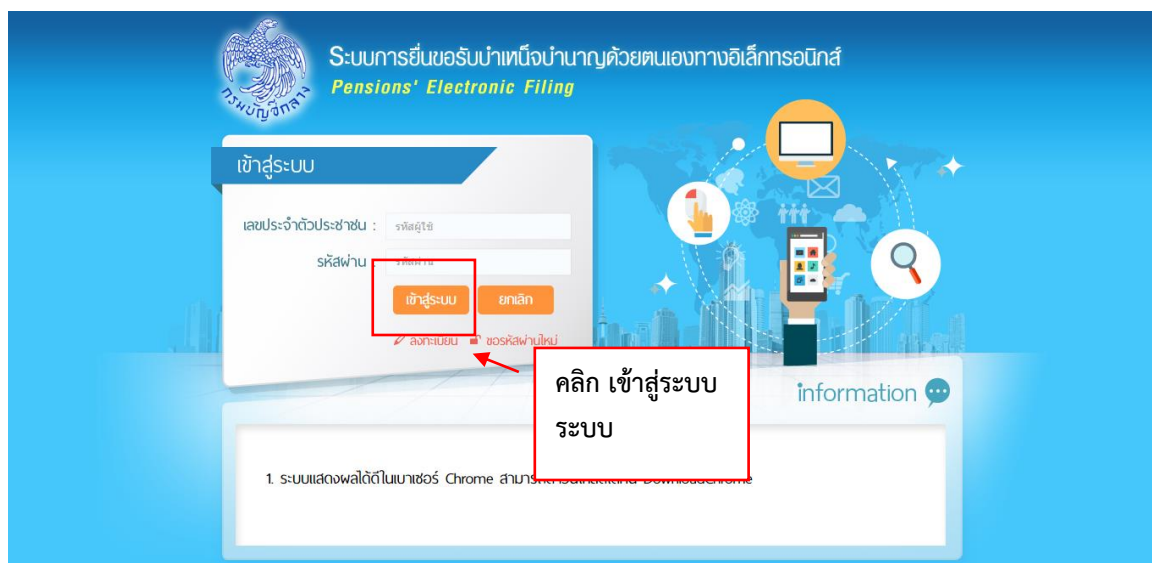 ระบบการยื่นขอรับบำเหน็จบำนาญด้วยตนเองทางอิเล็กทรอนิกส์
Pensions' Electronic Filing
กรมบัญชีกลาง
เข้าสู่ระบบ
เลขประจำตัวประชาชน : รหัสผู้ใช้
รหัสผ่าน : รหัสผ่าน
เข้าสู่ระบบ ยกเลิก
ลงทะเบียน ขอรหัสผ่านใหม่
คลิก เข้าสู่ระบบ
ระบบ
information
1. ระบบแสดงผลได้ดีในเบาเซอร์ Chrome